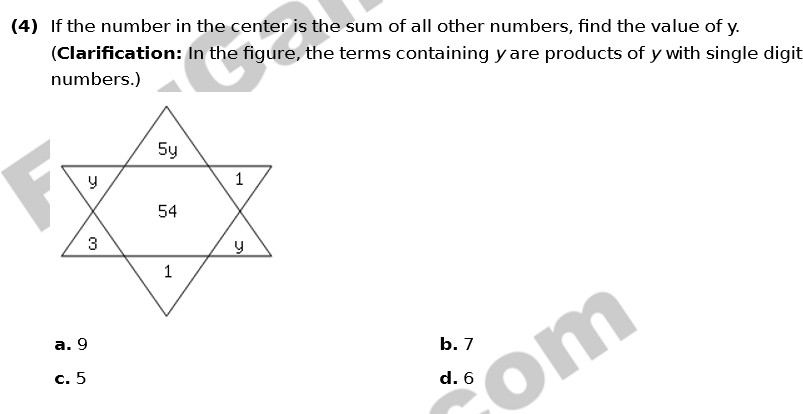 (4) If the number in the center is the sum of all other numbers, find the value of y.
(Clarification: In the figure, the terms containing y are products of y with single digit
numbers.)
5y
y 1
54
3 y
1
a. 9 b. 7
c. 5 d. 6
com